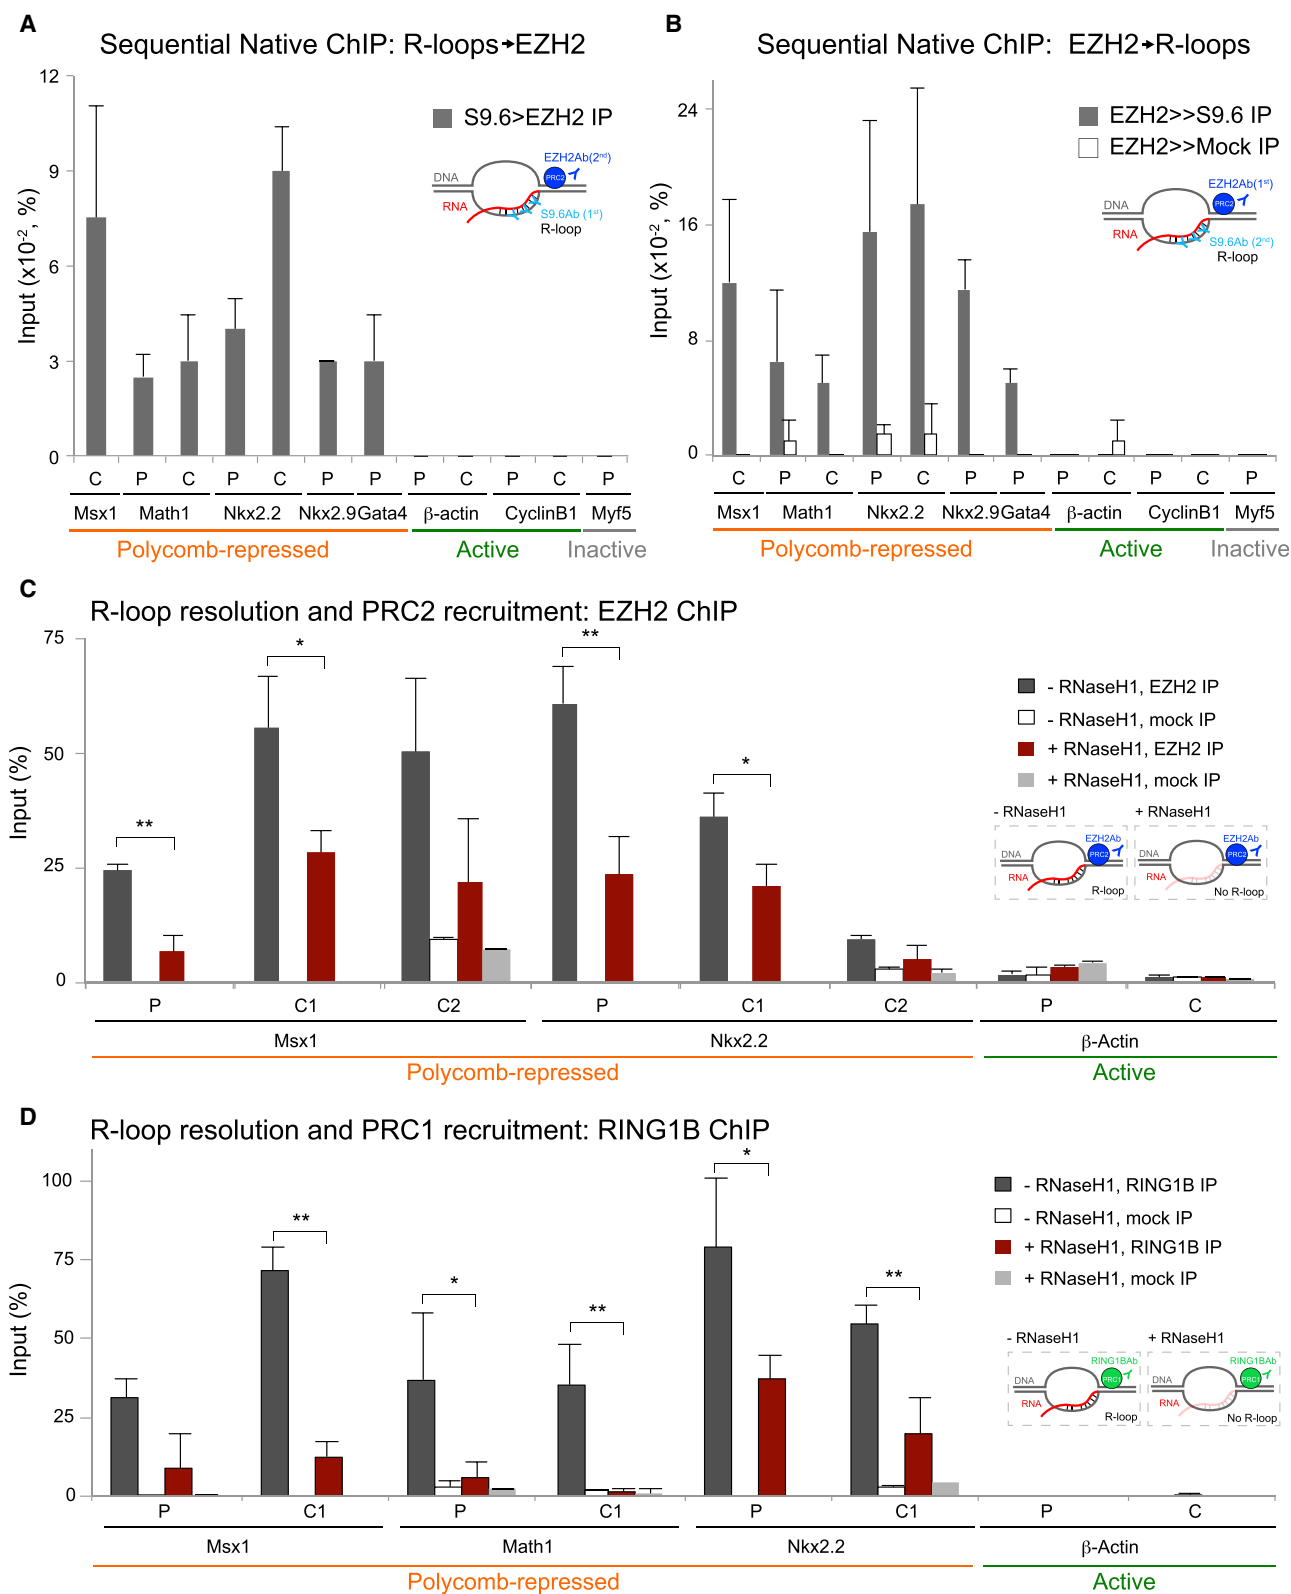 A
Sequential Native ChIP: R-loops➔EZH2
12
9
6
3
0
Input (x10-2, %)
S9.6>EZH2 IP
EZH2Ab(2nd)
DNA
PRC2
RNA
S9.6Ab (1st)
R-loop
C P C P C P P P C P C P
Msx1 Math1 Nkx2.2 Nkx2.9 Gata4 β-actin CyclinB1 Myf5
Polycomb-repressed Active Inactive
B
Sequential Native ChIP: EZH2➔R-loops
24
16
8
0
Input (x10-2, %)
EZH2>>S9.6 IP
EZH2>>Mock IP
EZH2Ab(1st)
DNA
PRC2
RNA
S9.6Ab (2nd)
R-loop
C P C P C P P P C P C P
Msx1 Math1 Nkx2.2 Nkx2.9 Gata4 β-actin CyclinB1 Myf5
Polycomb-repressed Active Inactive
C
R-loop resolution and PRC2 recruitment: EZH2 ChIP
75
50
25
0
Input (%)
** * ** *
- RNaseH1, EZH2 IP
- RNaseH1, mock IP
+ RNaseH1, EZH2 IP
+ RNaseH1, mock IP
- RNaseH1 + RNaseH1
EZH2Ab EZH2Ab
DNA PRC2 DNA PRC2
RNA RNA
R-loop No R-loop
P C1 C2 P C1 C2 P C
Msx1 Nkx2.2 β-Actin
Polycomb-repressed Active
D
R-loop resolution and PRC1 recruitment: RING1B ChIP
100
75
50
25
0
Input (%)
** * ** * **
- RNaseH1, RING1B IP
- RNaseH1, mock IP
+ RNaseH1, RING1B IP
+ RNaseH1, mock IP
- RNaseH1 + RNaseH1
RING1BAb RING1BAb
DNA PRC1 DNA PRC1
RNA RNA
R-loop No R-loop
P C1 P C1 P C1 P C
Msx1 Math1 Nkx2.2 β-Actin
Polycomb-repressed Active